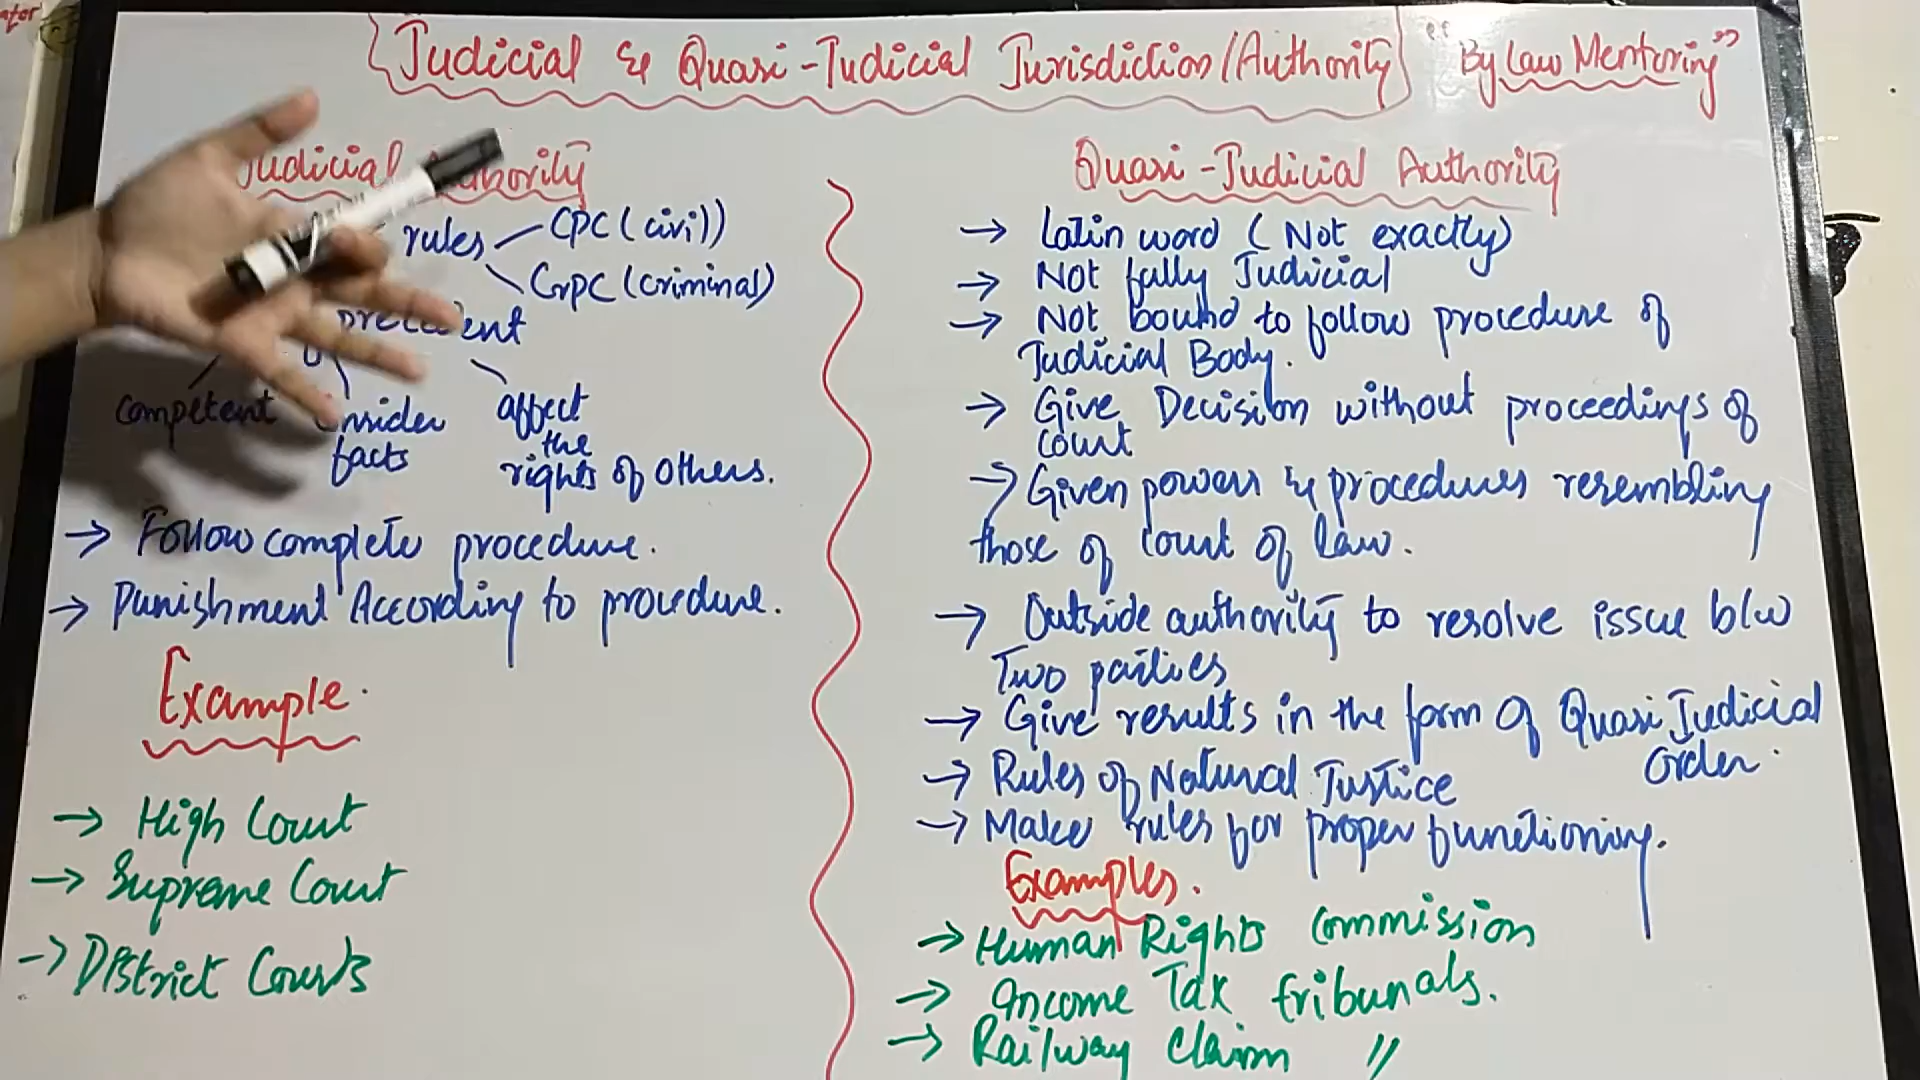 Judicial & Quasi-Judicial Jurisdiction/Authority
"By Law Mentoring"
Judicial Authority
rules
CPC (civil)
CrPC (criminal)
precedent
competent
consider
facts
affect
the
rights of others.
→ Follow complete procedure.
→ Punishment According to procedure.
Example.
→ High Court
→ Supreme Court
→ District Courts
Quasi-Judicial Authority
→ Latin word (Not exactly)
→ Not fully Judicial
→ Not bound to follow procedure of
Judicial Body.
→ Give Decision without proceedings of
court
→ Given powers & procedures resembling
those of court of law.
→ Outside authority to resolve issue b/w
Two parties
→ Give results in the form of Quasi Judicial
order.
→ Rules of Natural Justice
→ Make rules for proper functioning.
Examples.
→ Human Rights Commission
→ Income Tax tribunals.
→ Railway Claim "